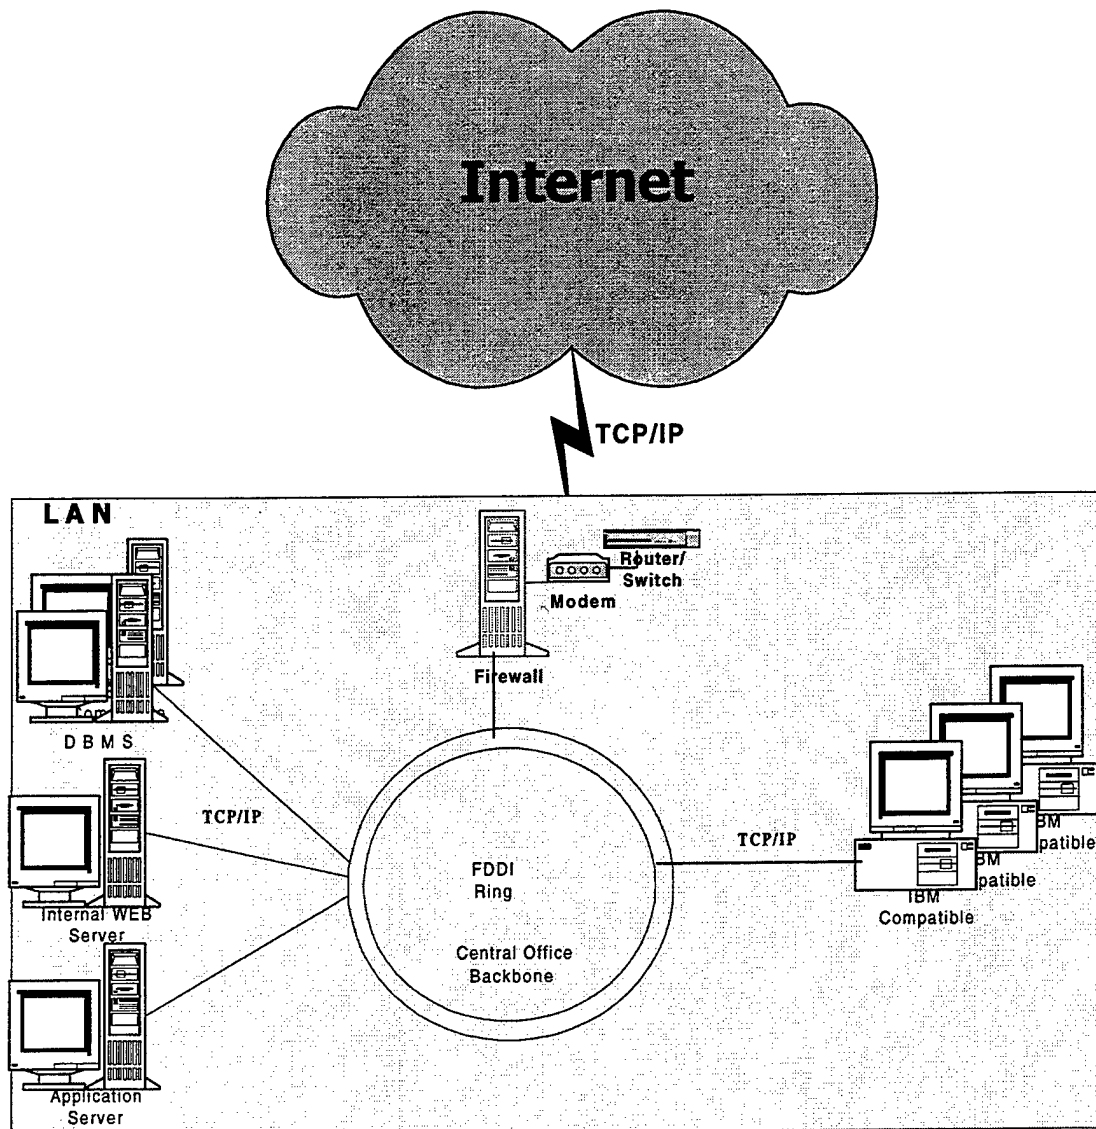 Internet
TCP/IP
LAN
Router/
Switch
Modem
Firewall
DBMS
TCP/IP
Internal WEB
Server
Application
Server
FDDI
Ring
Central Office
Backbone
TCP/IP
IBM
Compatible